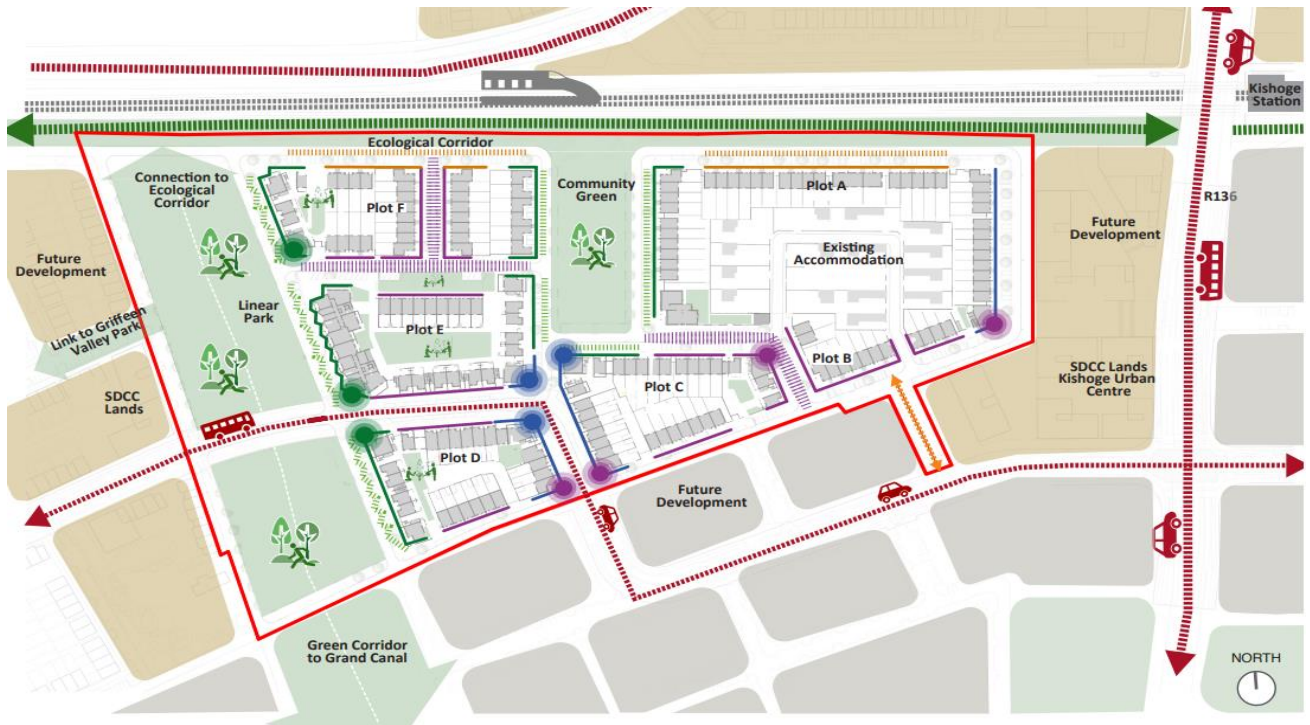 Kishoge
Station
Ecological Corridor
Connection to
Ecological
Corridor
Community
Green
Plot A
R136
Plot F
Future
Development
Existing
Accommodation
Future
Development
Linear
Park
Link to Griffeen
Valley Park
Plot E
Plot B
Plot C
SDCC
Lands
SDCC Lands
Kishoge Urban
Centre
Plot D
Future
Development
Green Corridor
to Grand Canal
NORTH